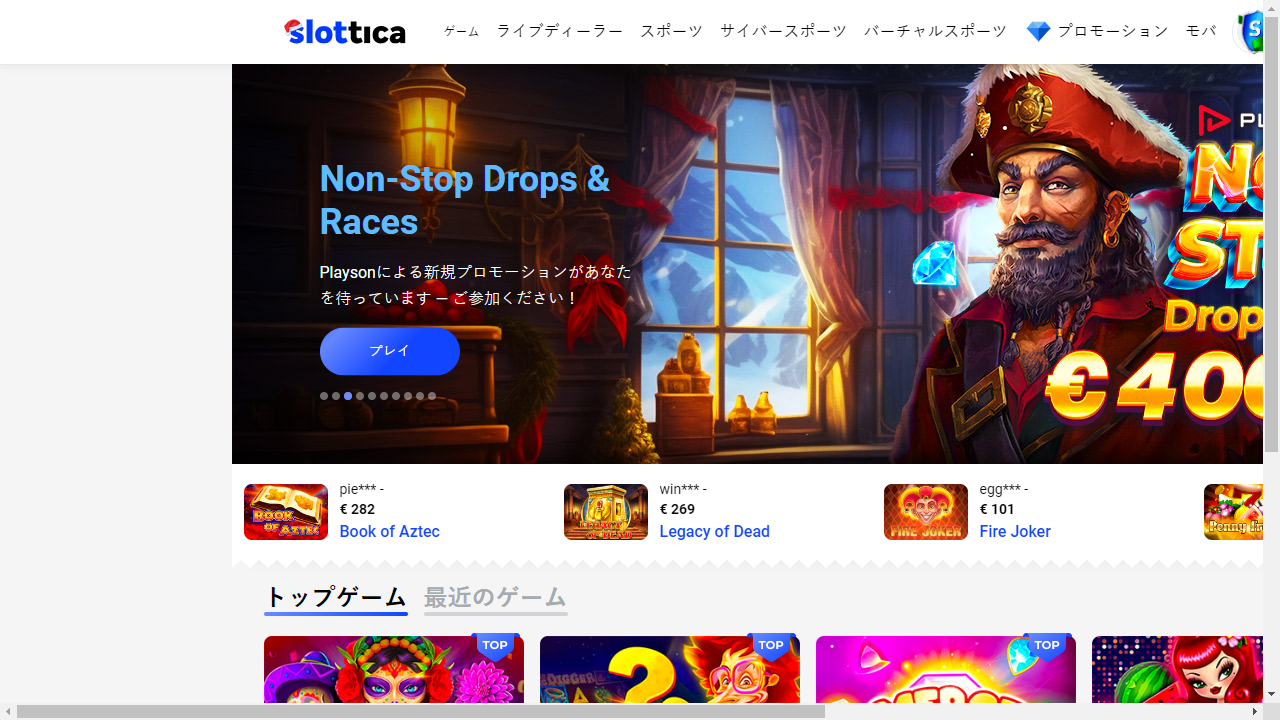 slottica
ゲーム ライブディーラー スポーツ サイバースポーツ バーチャルスポーツ プロモーション モバ
Non-Stop Drops &
Races
Playsonによる新規プロモーションがあなた
を待っています – ご参加ください！
プレイ
€ 400
pie*** -
€ 282
Book of Aztec
BOOK OF AZTEC
win*** -
€ 269
Legacy of Dead
egg*** -
€ 101
Fire Joker
FIRE JOKER
トップゲーム 最近のゲーム
TOP
TOP
TOP